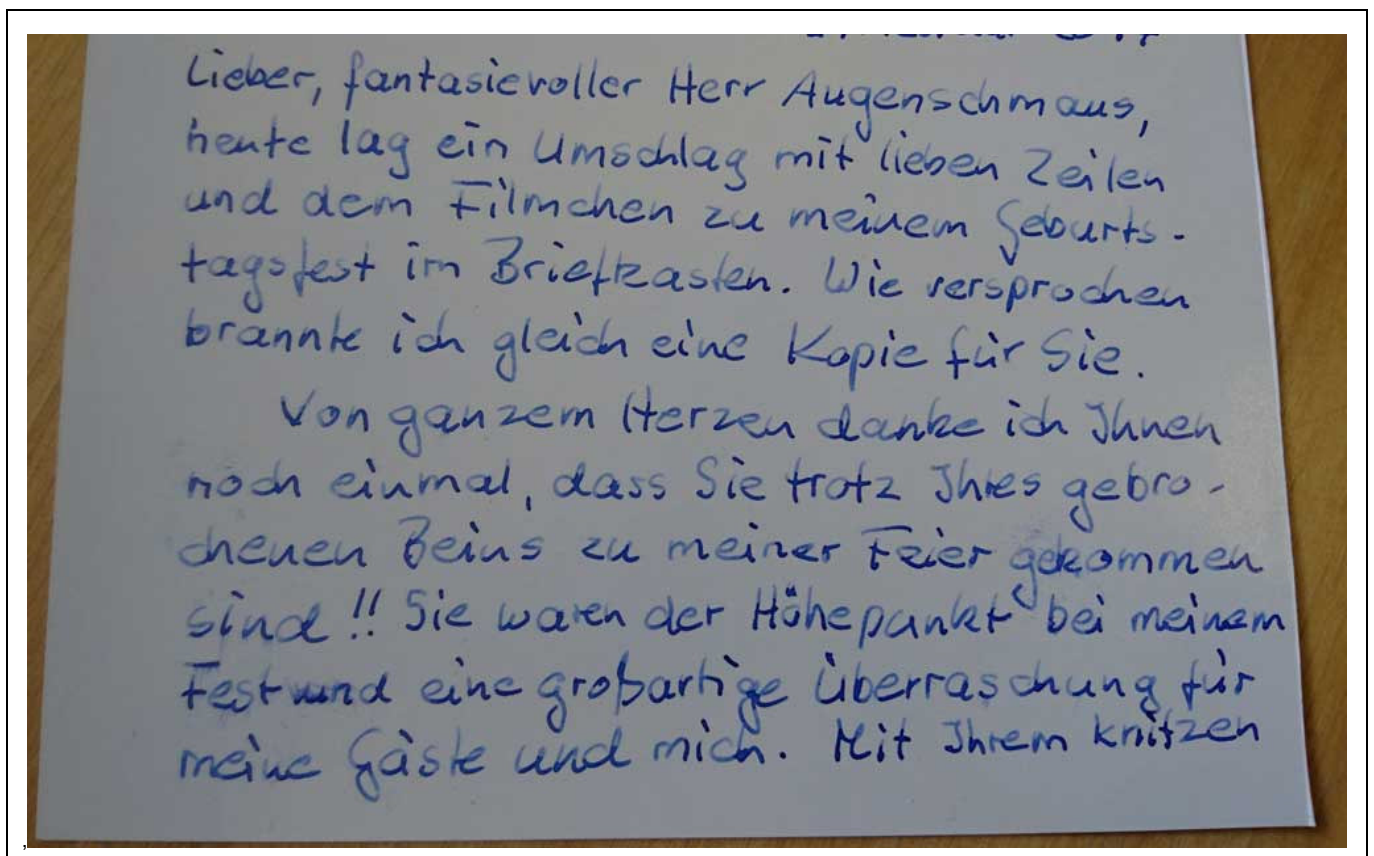 Lieber, fantasievoller Herr Augenschmaus,
heute lag ein Umschlag mit lieben Zeilen
und dem Filmchen zu meinem Geburts-
tagsfest im Briefkasten. Wie versprochen
brannte ich gleich eine Kopie für Sie.
Von ganzem Herzen danke ich Ihnen
noch einmal, dass Sie trotz Ihres gebro-
chenen Beins zu meiner Feier gekommen
sind!! Sie waren der Höhepunkt bei meinem
Fest und eine großartige Überraschung für
meine Gäste und mich. Mit Ihrem knitzen